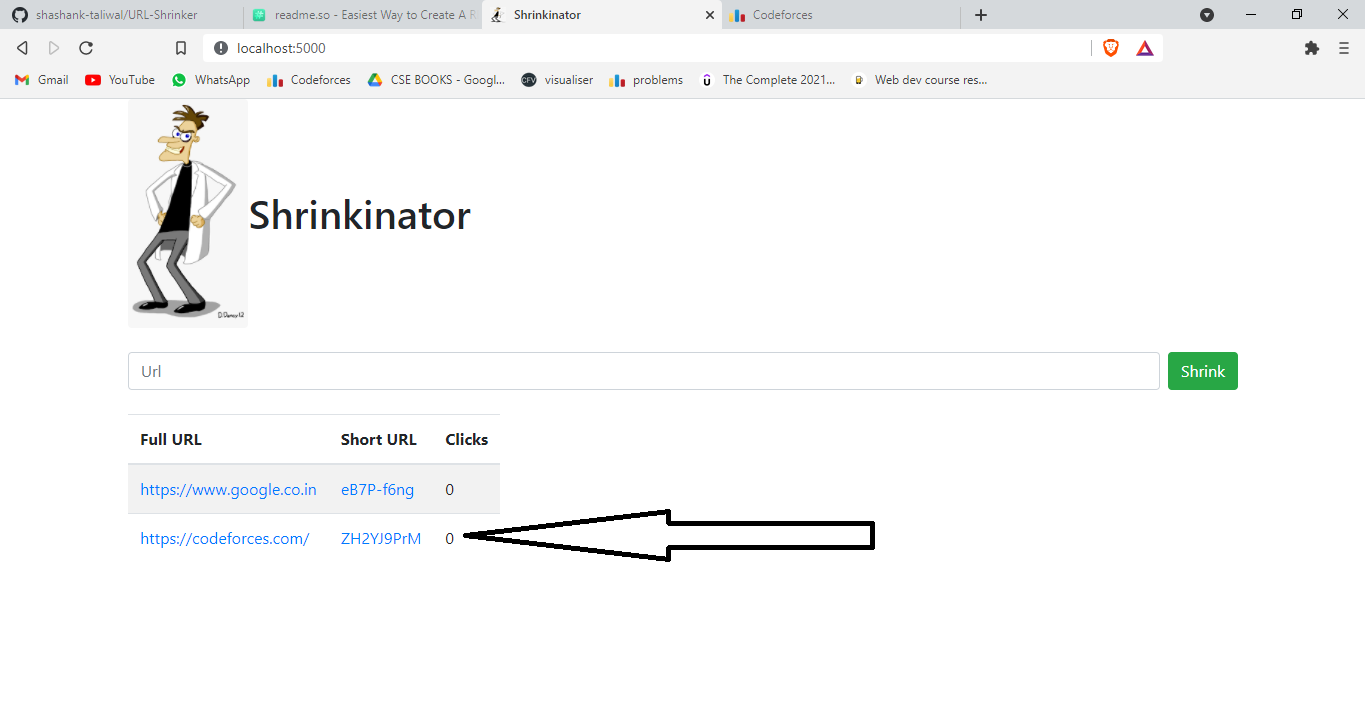 shashank-taliwal/URL-Shrinker
readme.so - Easiest Way to Create A R
Shrinkinator
Codeforces
localhost:5000
Gmail YouTube WhatsApp Codeforces CSE BOOKS - Googl... CFV visualiser problems The Complete 2021... Web dev course res...
Shrinkinator
Url
Shrink
Full URL Short URL Clicks
https://www.google.co.in eB7P-f6ng 0
https://codeforces.com/ ZH2YJ9PrM 0